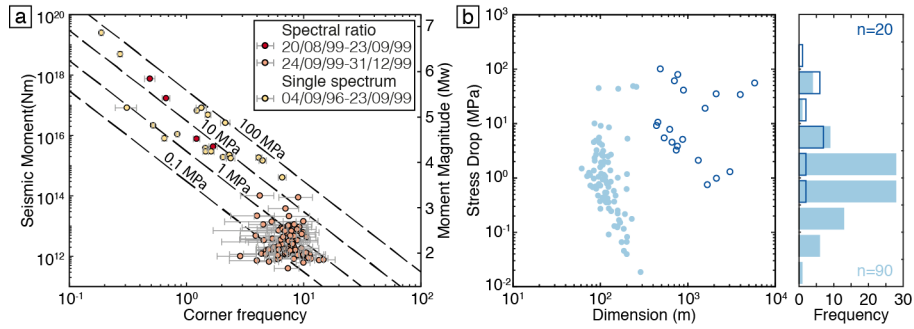 a
10^20
10^18
10^16
10^14
10^12
Seismic Moment(Nm)
10^-1
10^0
10^1
10^2
Corner frequency
7
6
5
4
3
2
Moment Magnitude (Mw)
Spectral ratio
20/08/99-23/09/99
24/09/99-31/12/99
Single spectrum
04/09/96-23/09/99
100 MPa
10 MPa
1 MPa
0.1 MPa
b
10^3
10^2
10^1
10^0
10^-1
10^-2
Stress Drop (MPa)
10^1
10^2
10^3
10^4
Dimension (m)
n=20
n=90
0
10
20
30
Frequency